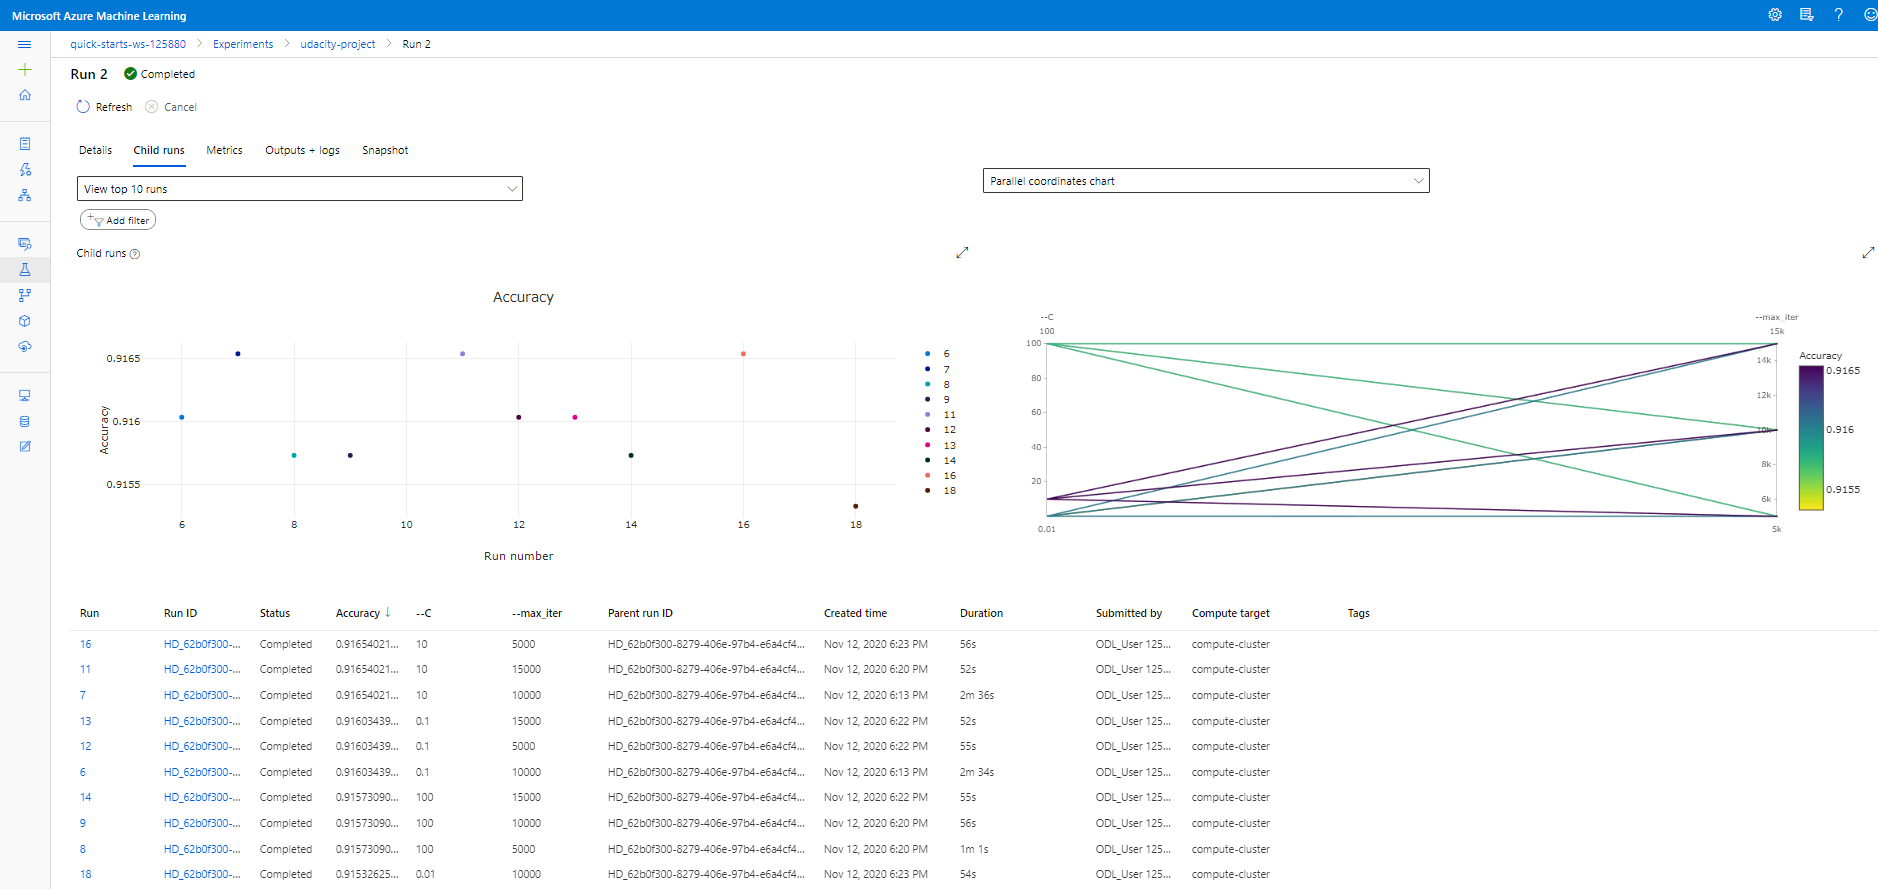 Microsoft Azure Machine Learning
quick-starts-ws-125880 > Experiments > udacity-project > Run 2
Run 2 Completed
Refresh Cancel
Details Child runs Metrics Outputs + logs Snapshot
View top 10 runs
Parallel coordinates chart
Add filter
Child runs
Accuracy
Accuracy
0.9165
0.916
0.9155
6 8 10 12 14 16 18
Run number
6
7
8
9
11
12
13
14
16
18
--C
100
100
80
60
40
20
0.01
--max_iter
15k
14k
12k
10k
8k
6k
5k
Accuracy
0.9165
0.916
0.9155
Run Run ID Status Accuracy ↓ --C --max_iter Parent run ID Created time Duration Submitted by Compute target Tags
16 HD_62b0f300-... Completed 0.91654021... 10 5000 HD_62b0f300-8279-406e-97b4-e6a4cf4... Nov 12, 2020 6:23 PM 56s ODL_User 125... compute-cluster
11 HD_62b0f300-... Completed 0.91654021... 10 15000 HD_62b0f300-8279-406e-97b4-e6a4cf4... Nov 12, 2020 6:20 PM 52s ODL_User 125... compute-cluster
7 HD_62b0f300-... Completed 0.91654021... 10 10000 HD_62b0f300-8279-406e-97b4-e6a4cf4... Nov 12, 2020 6:13 PM 2m 36s ODL_User 125... compute-cluster
13 HD_62b0f300-... Completed 0.91603439... 0.1 15000 HD_62b0f300-8279-406e-97b4-e6a4cf4... Nov 12, 2020 6:22 PM 52s ODL_User 125... compute-cluster
12 HD_62b0f300-... Completed 0.91603439... 0.1 5000 HD_62b0f300-8279-406e-97b4-e6a4cf4... Nov 12, 2020 6:22 PM 55s ODL_User 125... compute-cluster
6 HD_62b0f300-... Completed 0.91603439... 0.1 10000 HD_62b0f300-8279-406e-97b4-e6a4cf4... Nov 12, 2020 6:13 PM 2m 34s ODL_User 125... compute-cluster
14 HD_62b0f300-... Completed 0.91573090... 100 15000 HD_62b0f300-8279-406e-97b4-e6a4cf4... Nov 12, 2020 6:22 PM 55s ODL_User 125... compute-cluster
9 HD_62b0f300-... Completed 0.91573090... 100 10000 HD_62b0f300-8279-406e-97b4-e6a4cf4... Nov 12, 2020 6:20 PM 56s ODL_User 125... compute-cluster
8 HD_62b0f300-... Completed 0.91573090... 100 5000 HD_62b0f300-8279-406e-97b4-e6a4cf4... Nov 12, 2020 6:20 PM 1m 1s ODL_User 125... compute-cluster
18 HD_62b0f300-... Completed 0.91532625... 0.01 10000 HD_62b0f300-8279-406e-97b4-e6a4cf4... Nov 12, 2020 6:23 PM 54s ODL_User 125... compute-cluster